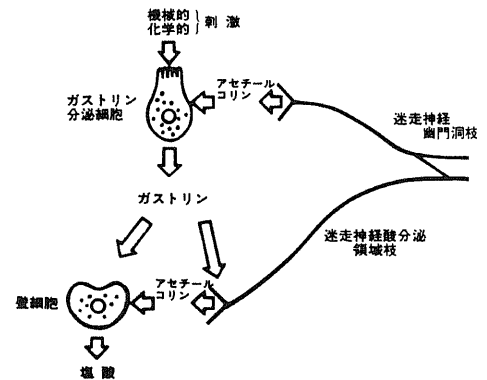 機械的
化学的
刺激
アセチール
コリン
ガストリン
分泌細胞
迷走神経
幽門洞枝
ガストリン
迷走神経酸分泌
領域枝
アセチール
コリン
壁細胞
塩酸